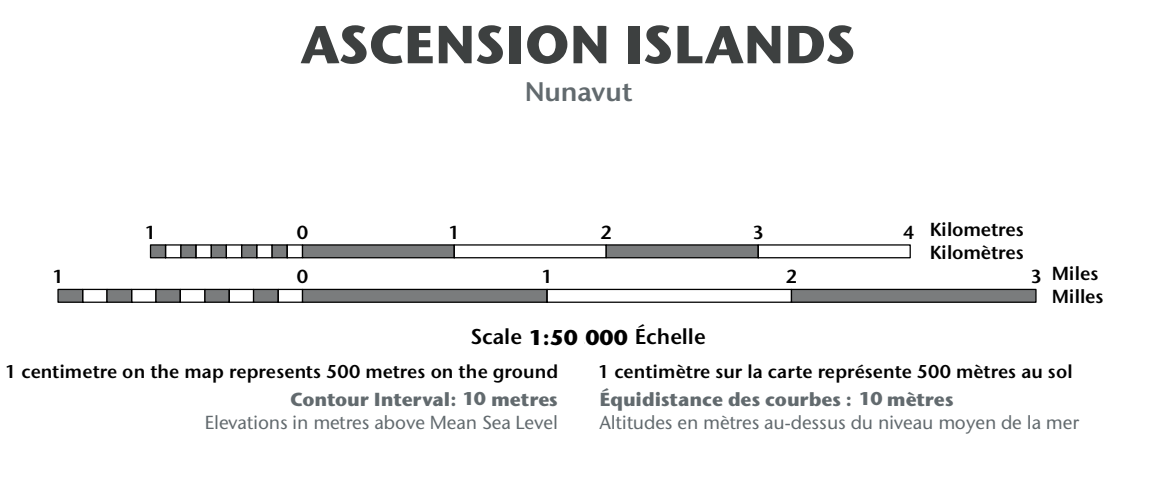 ASCENSION ISLANDS
Nunavut
1 0 1 2 3 4 Kilometres
Kilomètres
1 0 1 2 3 Miles
Milles
Scale 1:50 000 Échelle
1 centimetre on the map represents 500 metres on the ground
Contour Interval: 10 metres
Elevations in metres above Mean Sea Level
1 centimètre sur la carte représente 500 mètres au sol
Équidistance des courbes : 10 mètres
Altitudes en mètres au-dessus du niveau moyen de la mer